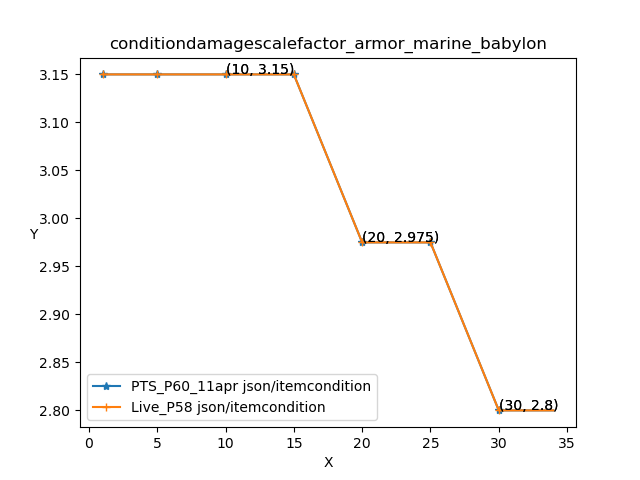 conditiondamagescalefactor_armor_marine_babylon
3.15
3.10
3.05
3.00
2.95
2.90
2.85
2.80
Y
(10, 3.15)
(20, 2.975)
(30, 2.8)
PTS_P60_11apr json/itemcondition
Live_P58 json/itemcondition
0 5 10 15 20 25 30 35
X